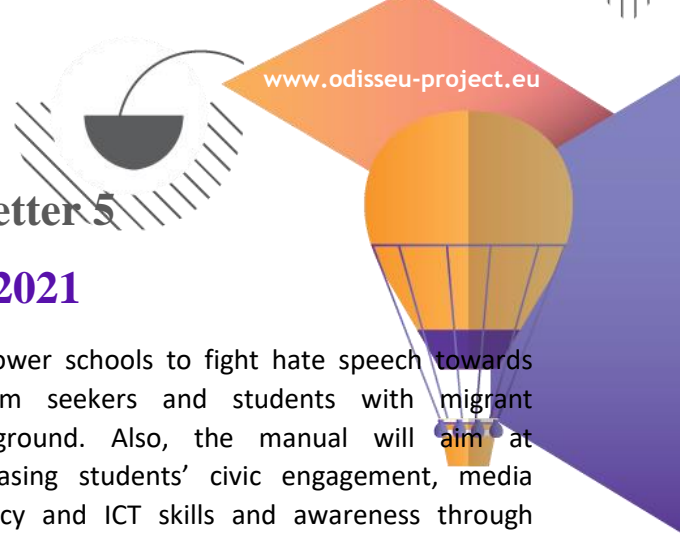 www.odisseu-project.eu
etter 5
2021
ower schools to fight hate speech towards
m seekers and students with migrant
ground. Also, the manual will aim at
asing students’ civic engagement, media
cy and ICT skills and awareness through